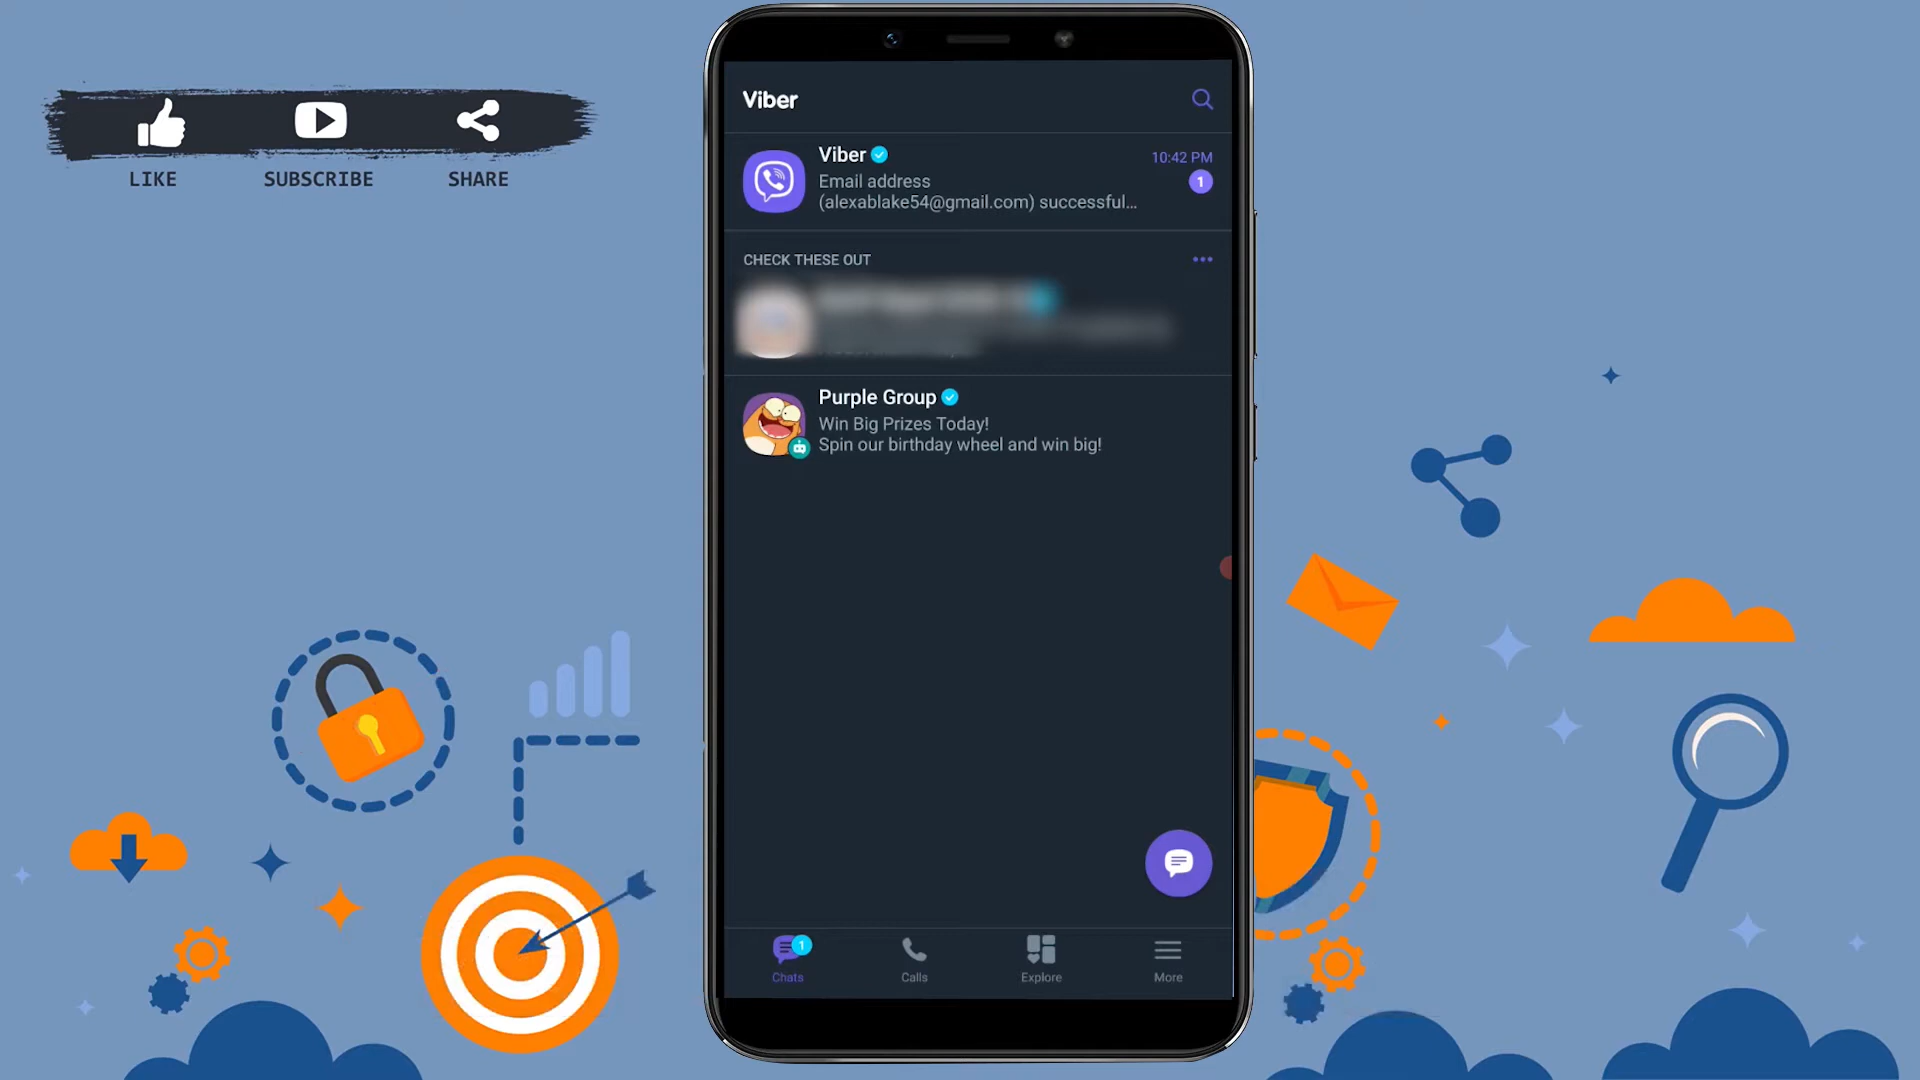 LIKE
SUBSCRIBE
SHARE
Viber
Viber
10:42 PM
Email address
1
(alexablake54@gmail.com) successful...
CHECK THESE OUT
Purple Group
Win Big Prizes Today!
Spin our birthday wheel and win big!
1
Chats
Calls
Explore
More